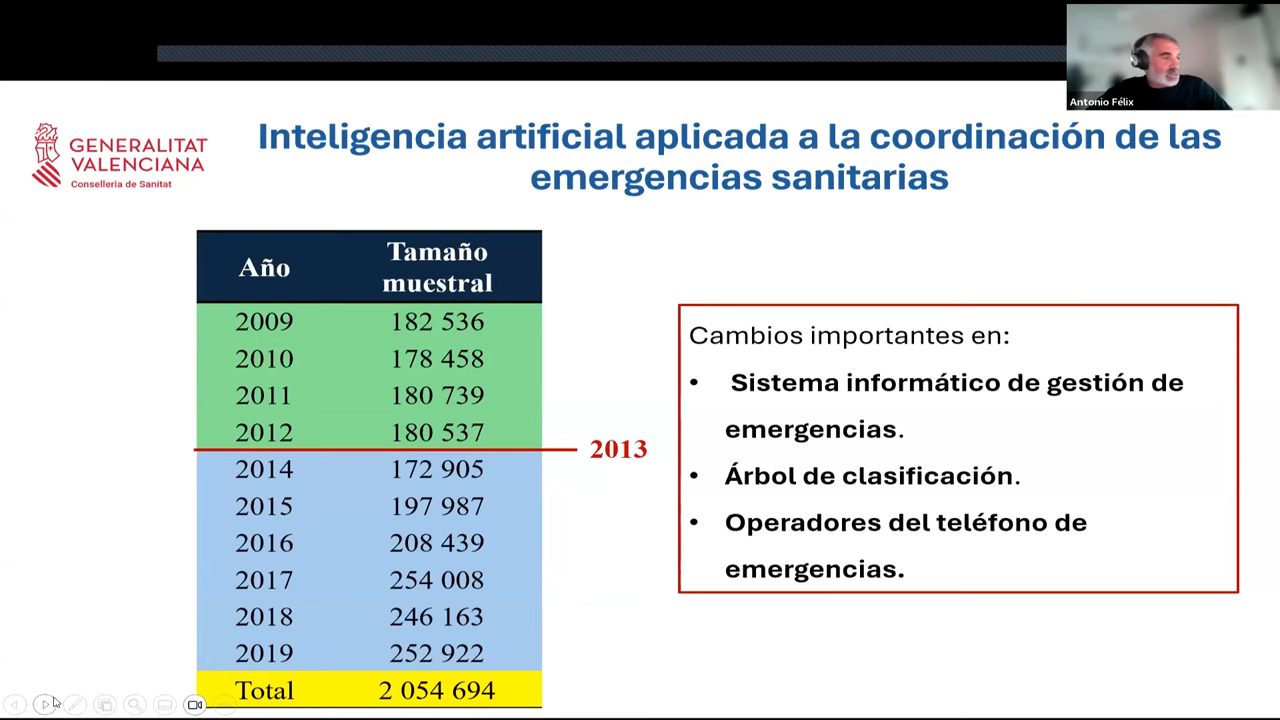 Antonio Félix
GENERALITAT
VALENCIANA
Conselleria de Sanitat
Inteligencia artificial aplicada a la coordinación de las
emergencias sanitarias
Año Tamaño muestral
2009 182 536
2010 178 458
2011 180 739
2012 180 537
2013
2014 172 905
2015 197 987
2016 208 439
2017 254 008
2018 246 163
2019 252 922
Total 2 054 694
Cambios importantes en:
• Sistema informático de gestión de
emergencias.
• Árbol de clasificación.
• Operadores del teléfono de
emergencias.